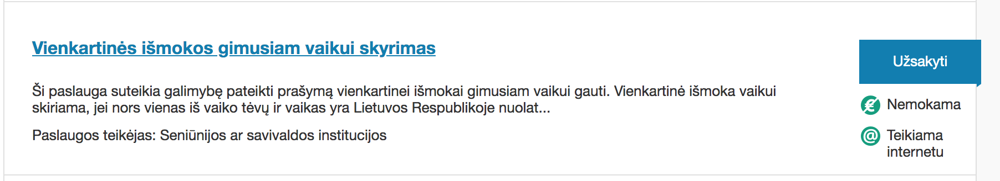 Vienkartinės išmokos gimusiam vaikui skyrimas
Užsakyti
Ši paslauga suteikia galimybę pateikti prašymą vienkartinei išmokai gimusiam vaikui gauti. Vienkartinė išmoka vaikui
skiriama, jei nors vienas iš vaiko tėvų ir vaikas yra Lietuvos Respublikoje nuolat...
Paslaugos teikėjas: Seniūnijos ar savivaldos institucijos
Nemokama
Teikiama
internetu